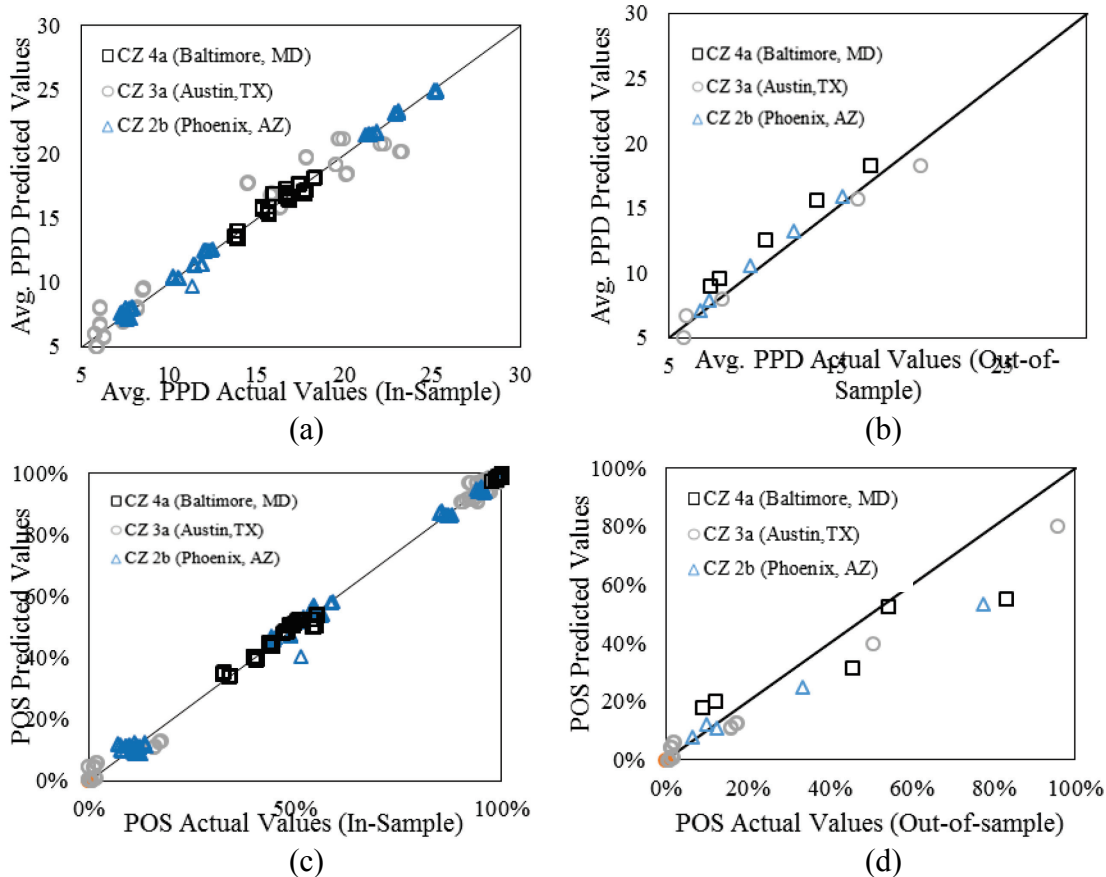 Avg. PPD Predicted Values
30
25
20
15
10
5
CZ 4a (Baltimore, MD)
CZ 3a (Austin,TX)
CZ 2b (Phoenix, AZ)
5 10 15 20 25 30
Avg. PPD Actual Values (In-Sample)
(a)
Avg. PPD Predicted Values
30
25
20
15
10
5
CZ 4a (Baltimore, MD)
CZ 3a (Austin,TX)
CZ 2b (Phoenix, AZ)
5 15 25
Avg. PPD Actual Values (Out-of-
Sample)
(b)
POS Predicted Values
100%
80%
60%
40%
20%
0%
CZ 4a (Baltimore, MD)
CZ 3a (Austin,TX)
CZ 2b (Phoenix, AZ)
0% 50% 100%
POS Actual Values (In-Sample)
(c)
POS Predicted Values
100%
80%
60%
40%
20%
0%
CZ 4a (Baltimore, MD)
CZ 3a (Austin,TX)
CZ 2b (Phoenix, AZ)
0% 20% 40% 60% 80% 100%
POS Actual Values (Out-of-sample)
(d)